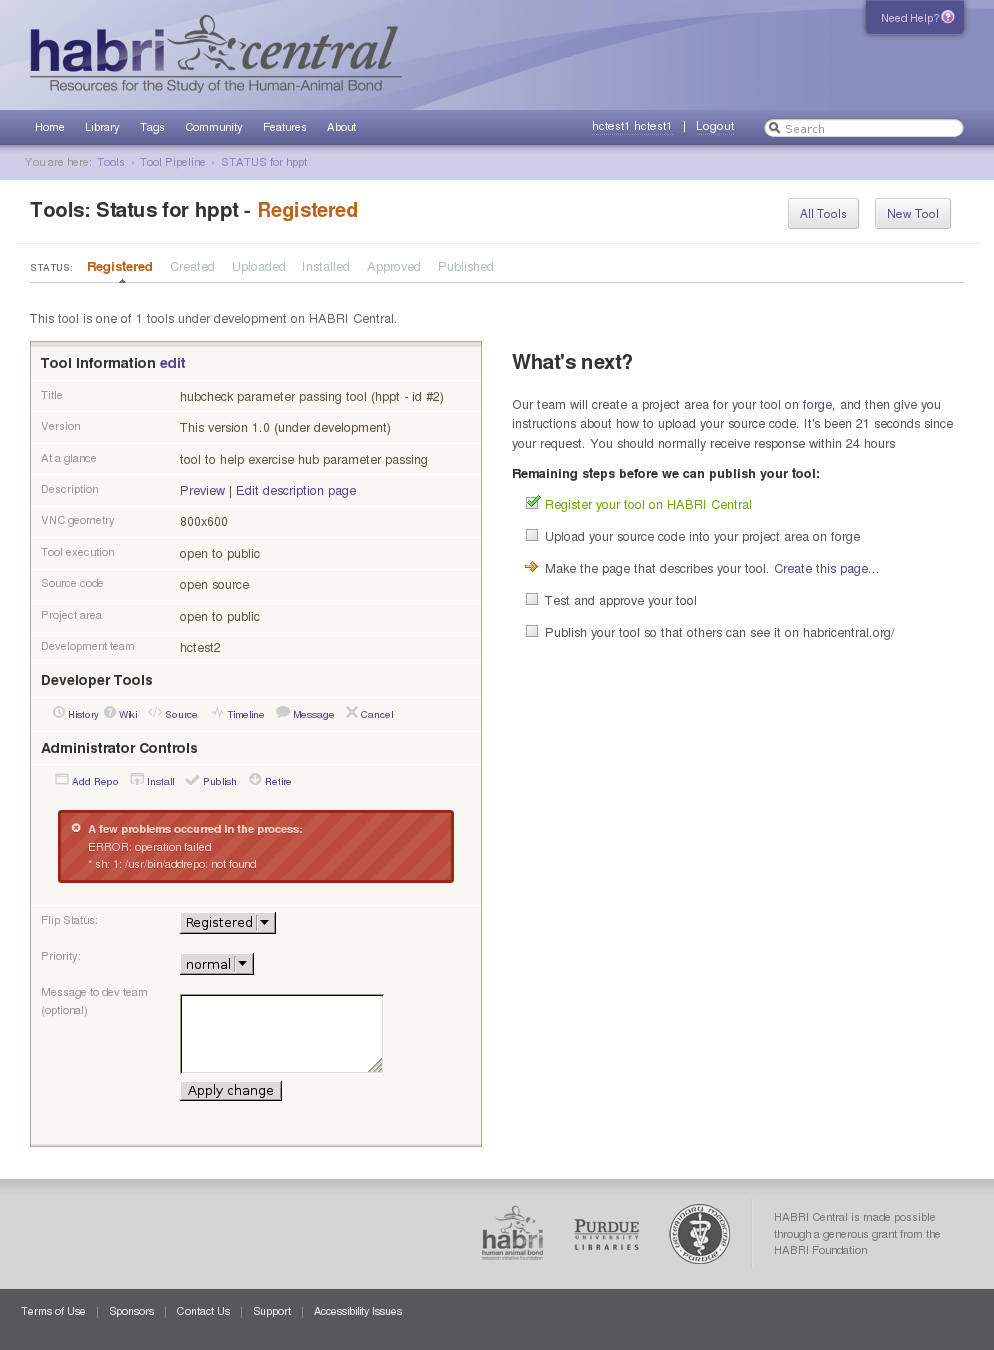 Need Help?
habri central
Resources for the Study of the Human-Animal Bond
Home Library Tags Community Features About hctest1 hctest1 | Logout Search
You are here: Tools › Tool Pipeline › STATUS for hppt
Tools: Status for hppt - Registered
All Tools New Tool
STATUS: Registered Created Uploaded Installed Approved Published
This tool is one of 1 tools under development on HABRI Central.
Tool Information edit
Title hubcheck parameter passing tool (hppt - id #2)
Version This version 1.0 (under development)
At a glance tool to help exercise hub parameter passing
Description Preview | Edit description page
VNC geometry 800x600
Tool execution open to public
Source code open source
Project area open to public
Development team hctest2
Developer Tools
History Wiki Source Timeline Message Cancel
Administrator Controls
Add Repo Install Publish Retire
A few problems occurred in the process:
ERROR: operation failed
* sh: 1: /usr/bin/addrepo: not found
Flip Status: Registered
Priority: normal
Message to dev team
(optional)
Apply change
What's next?
Our team will create a project area for your tool on forge, and then give you
instructions about how to upload your source code. It's been 21 seconds since
your request. You should normally receive response within 24 hours
Remaining steps before we can publish your tool:
Register your tool on HABRI Central
Upload your source code into your project area on forge
Make the page that describes your tool. Create this page...
Test and approve your tool
Publish your tool so that others can see it on habricentral.org/
habri
human animal bond
research initiative foundation
PURDUE
UNIVERSITY
LIBRARIES
VETERINARY MEDICINE
PURDUE
HABRI Central is made possible
through a generous grant from the
HABRI Foundation
Terms of Use | Sponsors | Contact Us | Support | Accessibility Issues